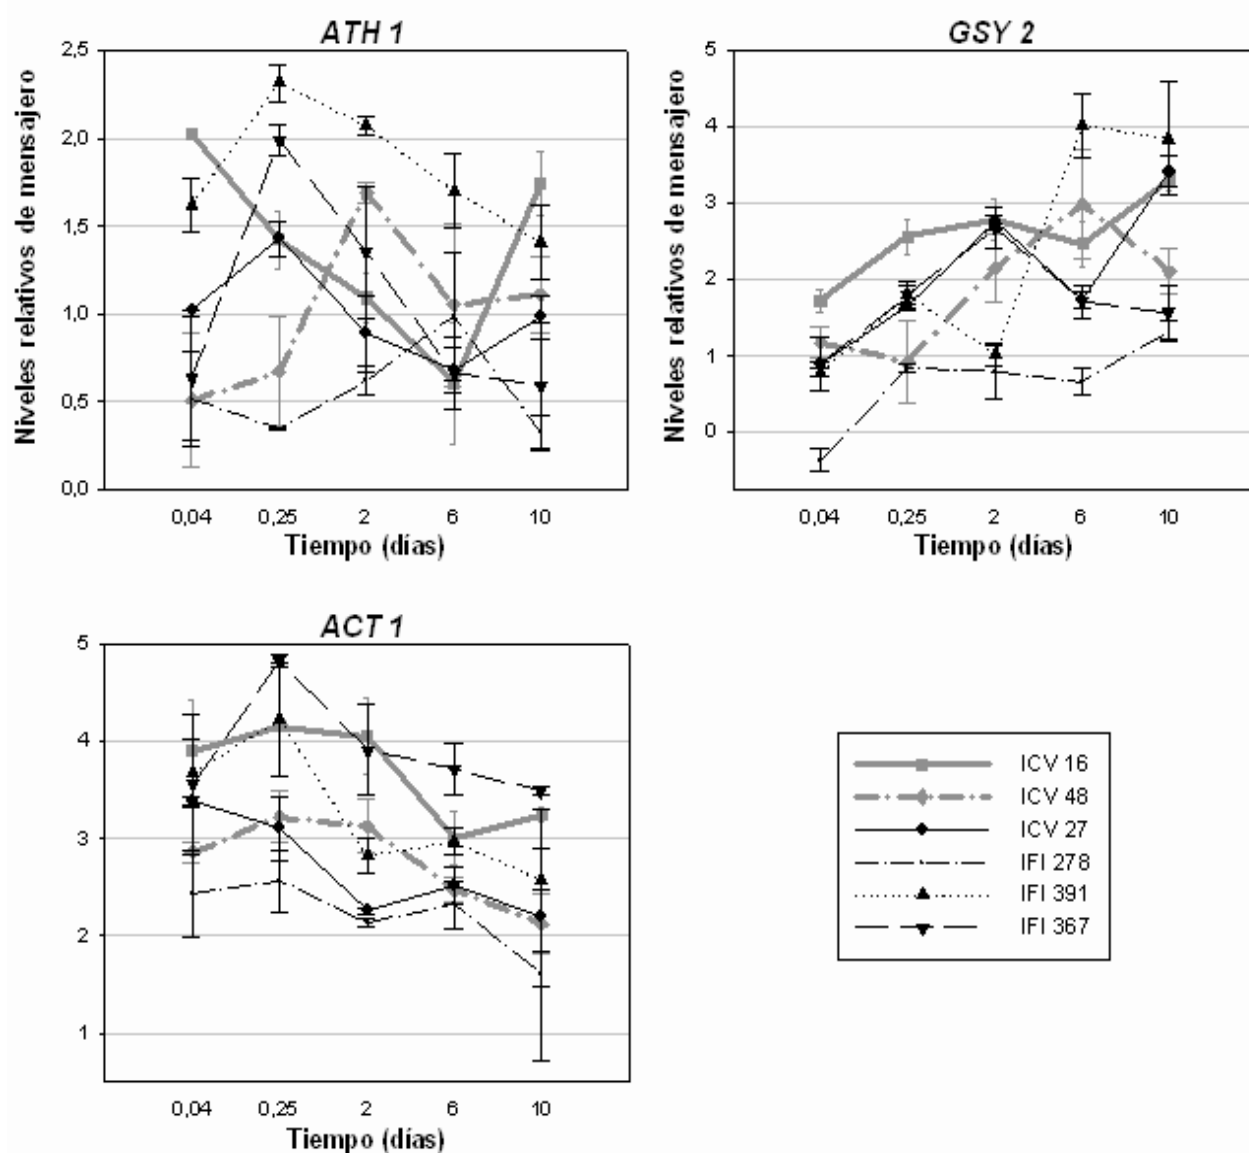 ATH 1
Niveles relativos de mensajero
2,5
2,0
1,5
1,0
0,5
0,0
0,04 0,25 2 6 10
Tiempo (días)
GSY 2
Niveles relativos de mensajero
5
4
3
2
1
0
0,04 0,25 2 6 10
Tiempo (días)
ACT 1
5
4
3
2
1
0,04 0,25 2 6 10
Tiempo (días)
ICV 16
ICV 48
ICV 27
IFI 278
IFI 391
IFI 367